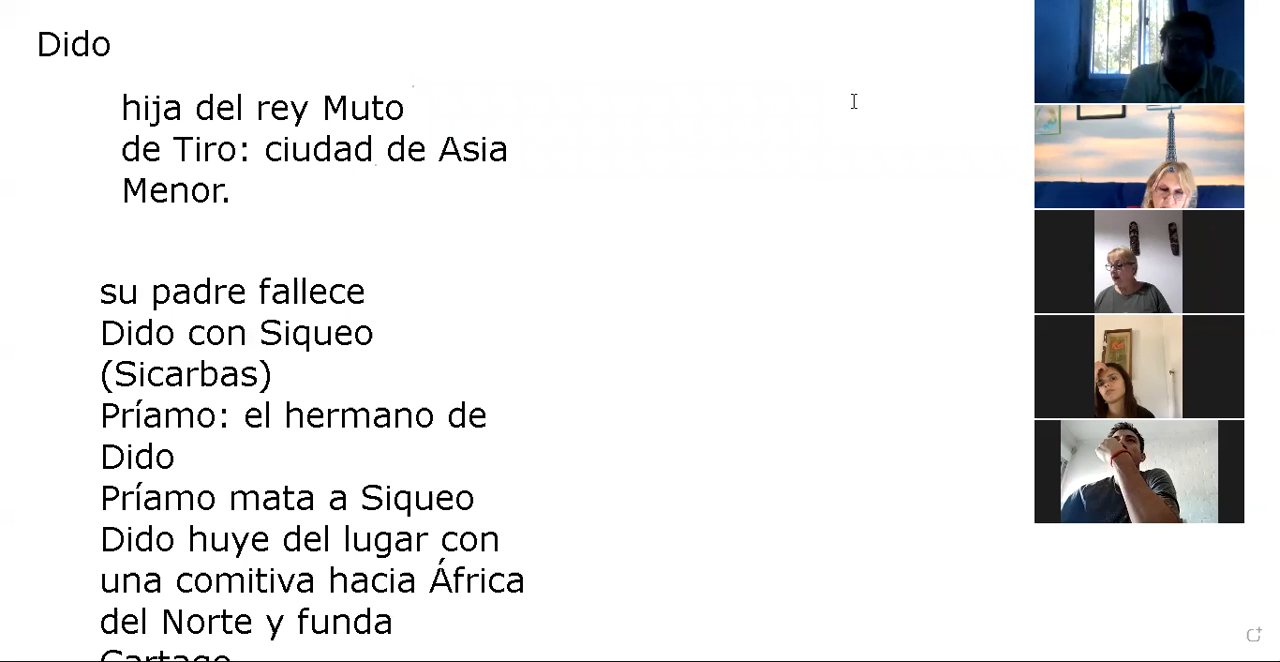 Dido
hija del rey Muto
de Tiro: ciudad de Asia
Menor.
su padre fallece
Dido con Siqueo
(Sicarbas)
Príamo: el hermano de
Dido
Príamo mata a Siqueo
Dido huye del lugar con
una comitiva hacia África
del Norte y funda
Cartago